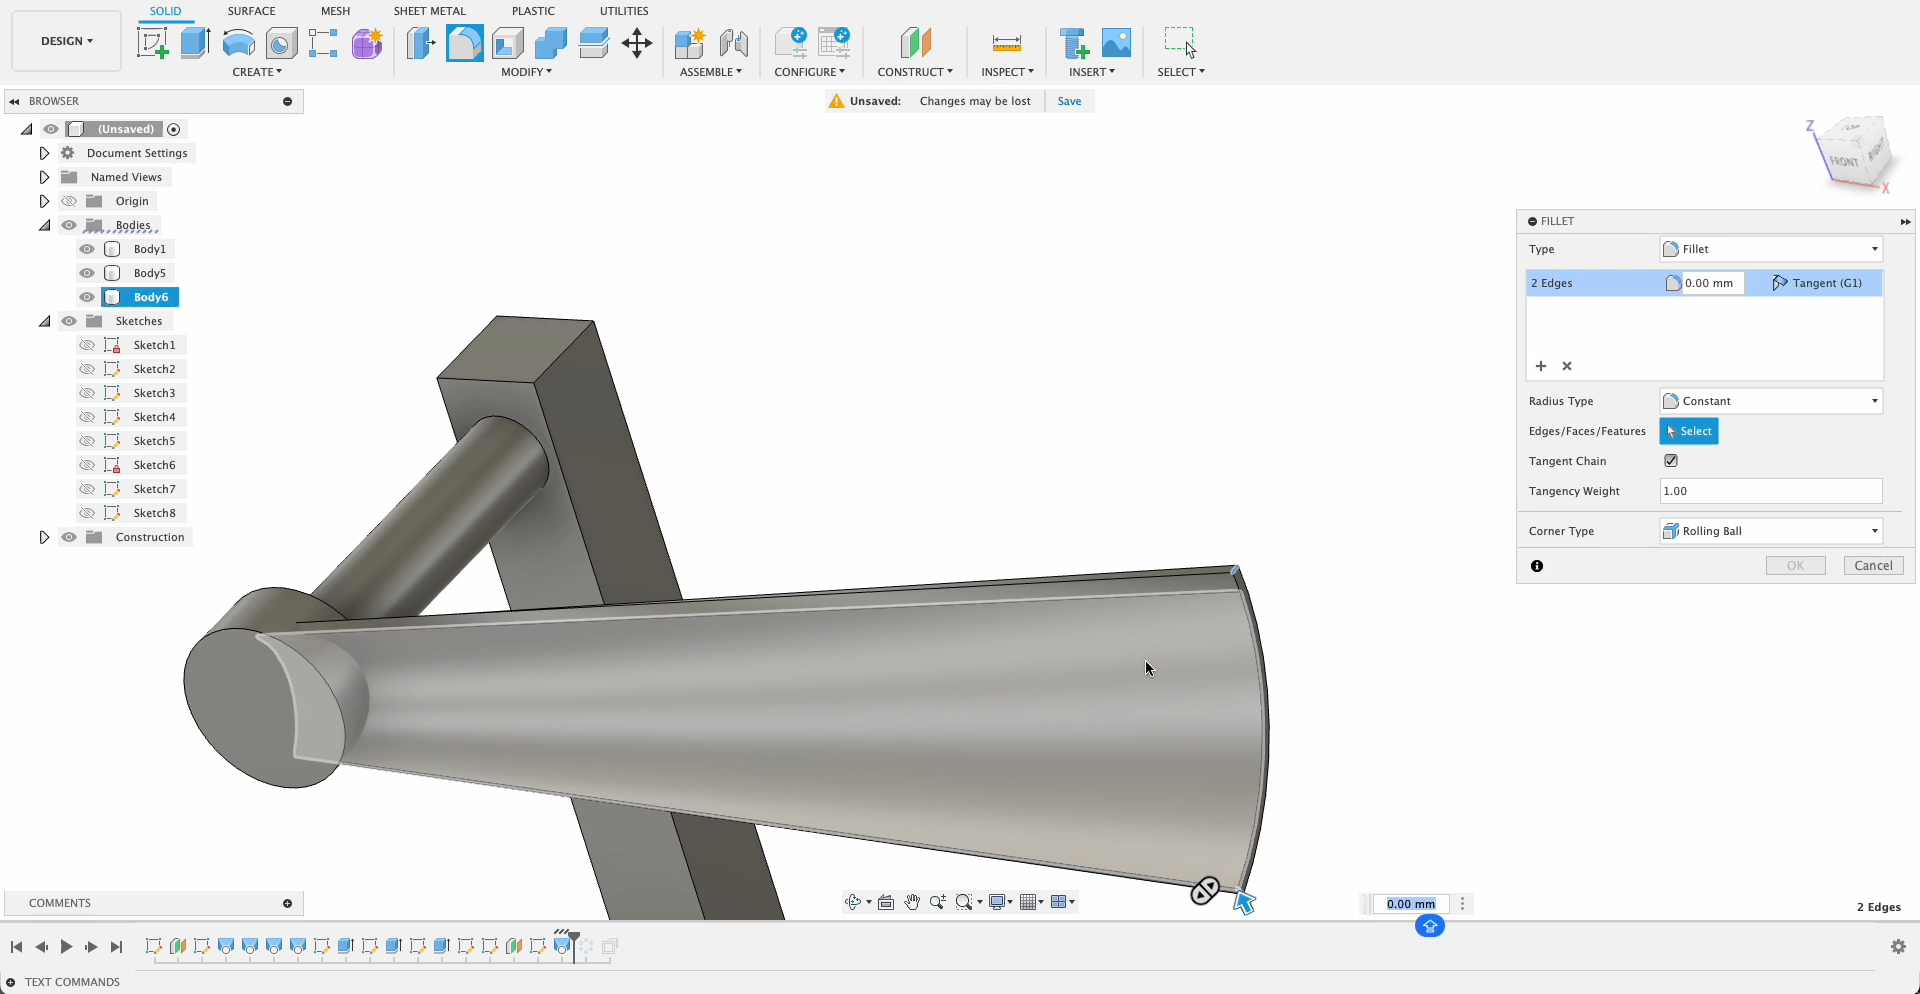 SOLID SURFACE MESH SHEET METAL PLASTIC UTILITIES
DESIGN
CREATE MODIFY ASSEMBLE CONFIGURE CONSTRUCT INSPECT INSERT SELECT
BROWSER
Unsaved: Changes may be lost Save
(Unsaved)
Document Settings
Named Views
Origin
Bodies
Body1
Body5
Body6
Sketches
Sketch1
Sketch2
Sketch3
Sketch4
Sketch5
Sketch6
Sketch7
Sketch8
Construction
Z
FRONT
RIGHT
X
FILLET
Type Fillet
2 Edges 0.00 mm Tangent (G1)
Radius Type Constant
Edges/Faces/Features Select
Tangent Chain
Tangency Weight 1.00
Corner Type Rolling Ball
OK Cancel
COMMENTS
0.00 mm
2 Edges
TEXT COMMANDS